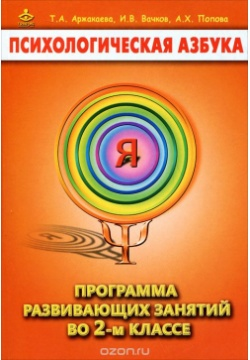 Т.А. Аржакаева, И.В. Вачков, А.Х. Попова
ПСИХОЛОГИЧЕСКАЯ АЗБУКА
Я
ПРОГРАММА
РАЗВИВАЮЩИХ ЗАНЯТИЙ
ВО 2-м КЛАССЕ
ozon.ru